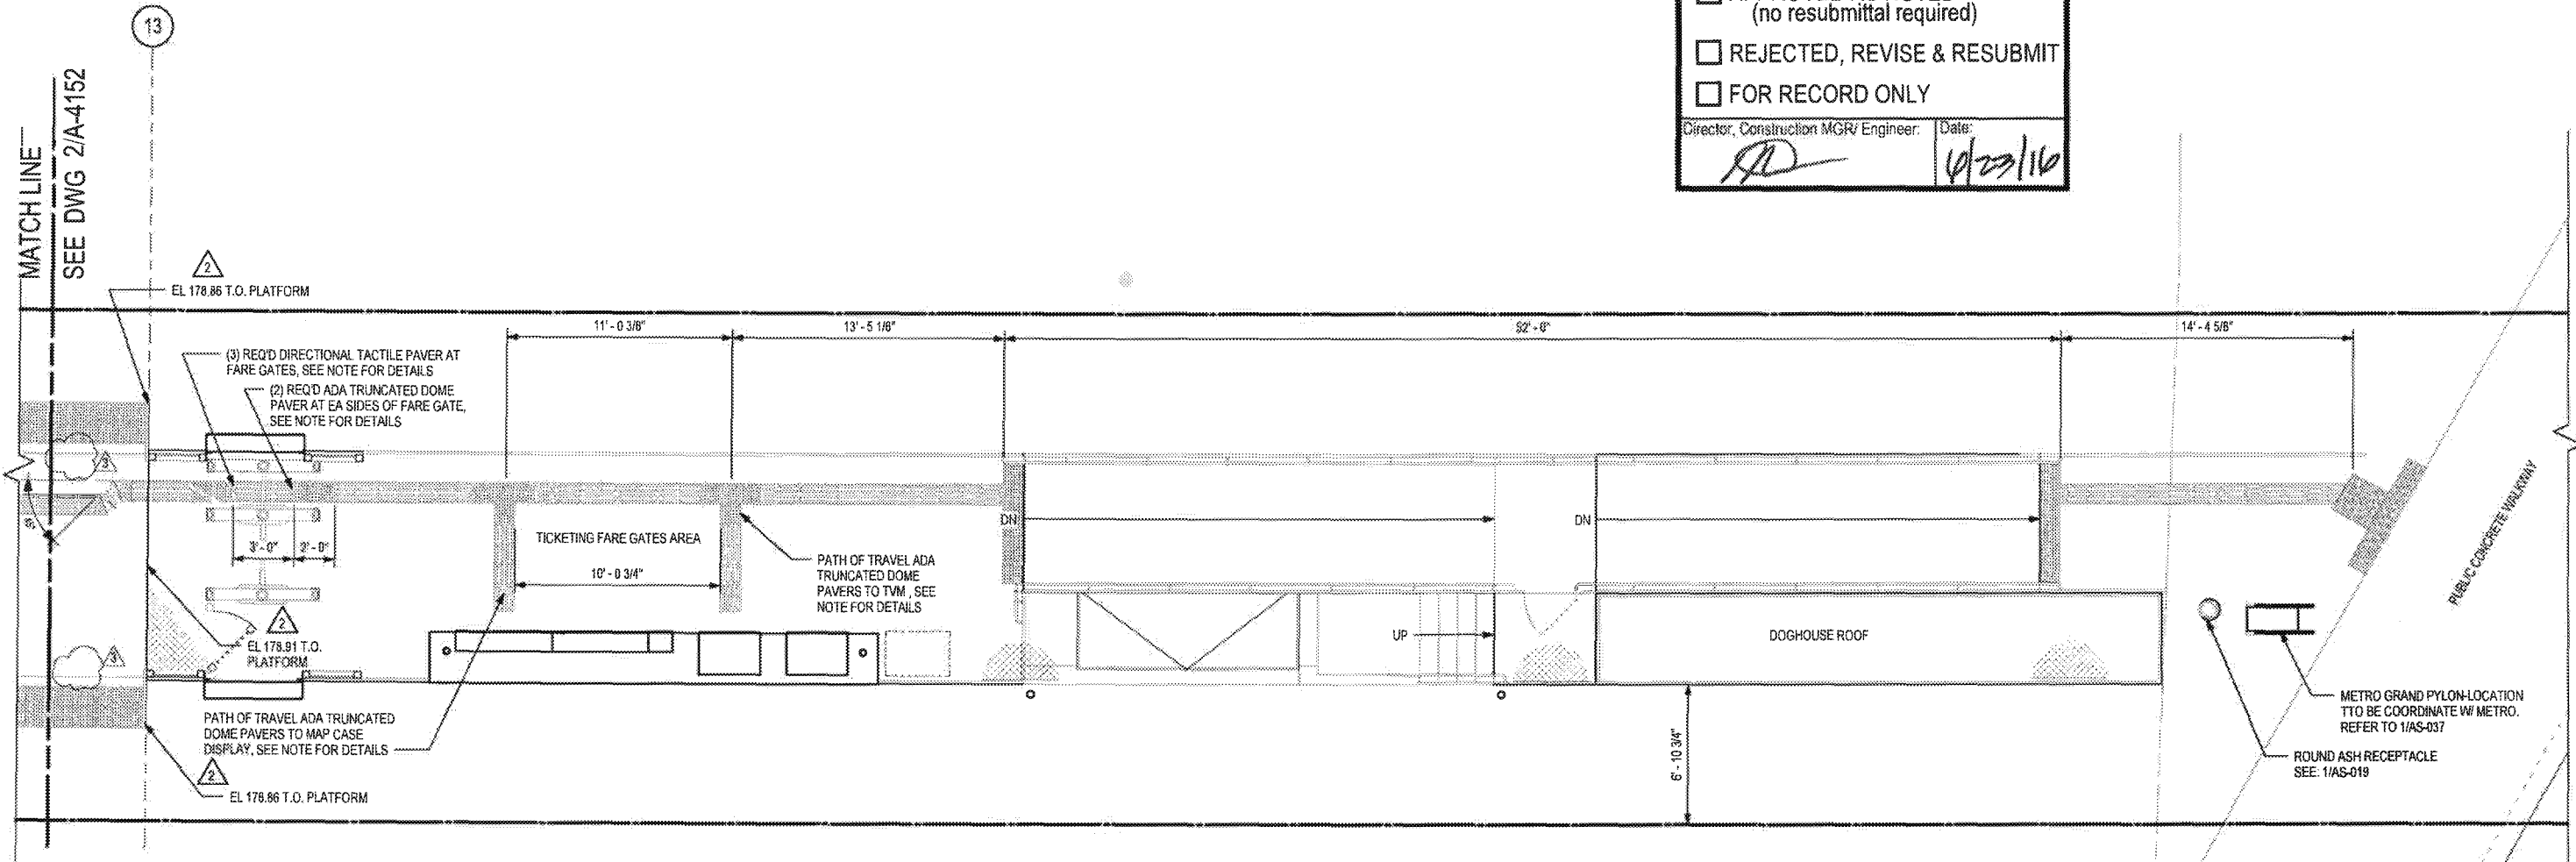 (no resubmittal required)
REJECTED, REVISE & RESUBMIT
FOR RECORD ONLY
Director, Construction MGR/ Engineer:
Date:
6/23/16
13
MATCH LINE
SEE DWG 2/A-4152
2
EL 178.86 T.O. PLATFORM
11' - 0 3/8"
13' - 5 1/8"
14' - 4 5/8"
(3) REQ'D DIRECTIONAL TACTILE PAVER AT
FARE GATES, SEE NOTE FOR DETAILS
(2) REQ'D ADA TRUNCATED DOME
PAVER AT EA SIDES OF FARE GATE,
SEE NOTE FOR DETAILS
3
DN
DN
TICKETING FARE GATES AREA
3' - 0"
2' - 0"
10' - 0 3/4"
PATH OF TRAVEL ADA
TRUNCATED DOME
PAVERS TO TVM , SEE
NOTE FOR DETAILS
PUBLIC CONCRETE WALKWAY
2
EL 178.91 T.O.
PLATFORM
3
UP
DOGHOUSE ROOF
PATH OF TRAVEL ADA TRUNCATED
DOME PAVERS TO MAP CASE
DISPLAY, SEE NOTE FOR DETAILS
2
EL 178.86 T.O. PLATFORM
6' - 10 3/4"
METRO GRAND PYLON-LOCATION
TTO BE COORDINATE W/ METRO.
REFER TO 1/AS-037
ROUND ASH RECEPTACLE
SEE: 1/AS-019